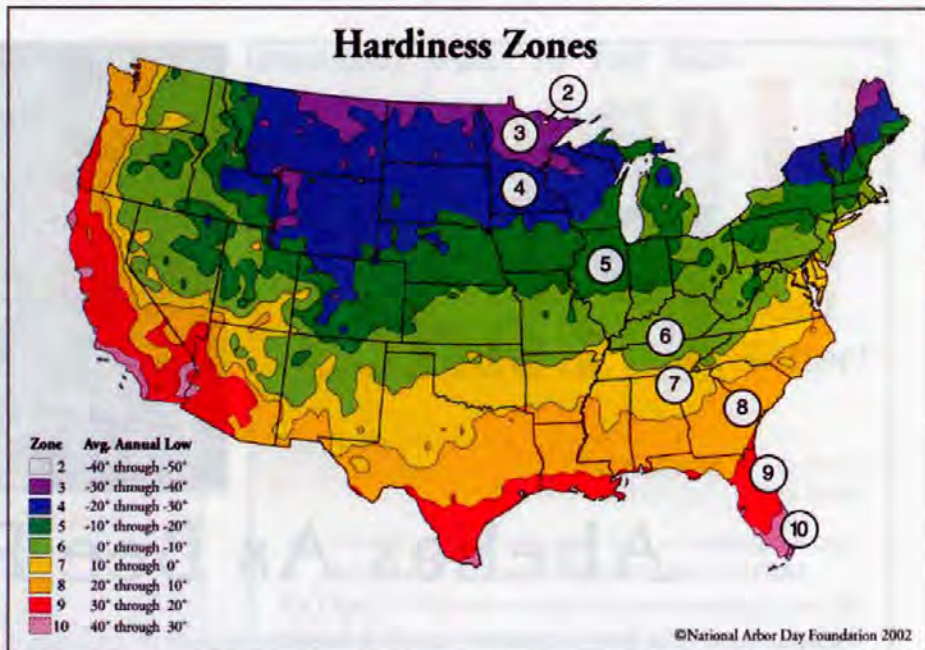 Hardiness Zones
2
3
4
5
6
7
8
9
10
Zone Avg. Annual Low
2 -40° through -50°
3 -30° through -40°
4 -20° through -30°
5 -10° through -20°
6 0° through -10°
7 10° through 0°
8 20° through 10°
9 30° through 20°
10 40° through 30°
©National Arbor Day Foundation 2002